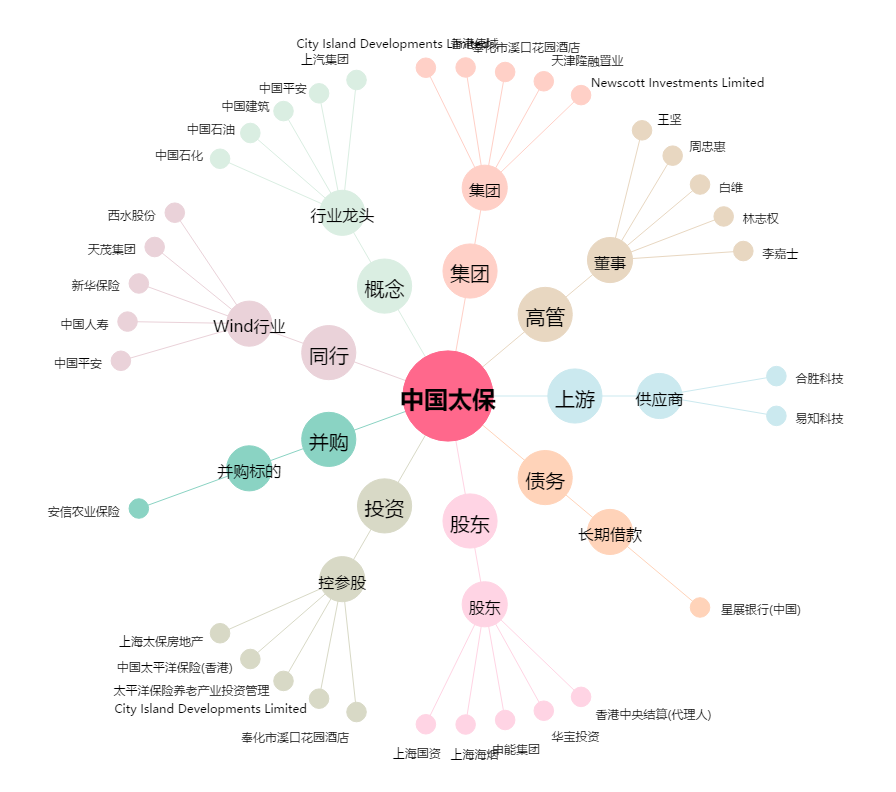 City Island Developments Limited
奉化市溪口花园酒店
上汽集团
天津隆融置业
中国平安
Newscott Investments Limited
中国建筑
王坚
中国石油
周忠惠
中国石化
集团
白维
西水股份
行业龙头
林志权
天茂集团
董事
李嘉士
集团
新华保险
概念
高管
中国人寿
Wind行业
同行
中国平安
合胜科技
中国太保
上游
供应商
易知科技
并购
并购标的
债务
安信农业保险
投资
股东
长期借款
控参股
股东
星展银行(中国)
上海太保房地产
中国太平洋保险(香港)
太平洋保险养老产业投资管理
City Island Developments Limited
香港中央结算(代理人)
奉化市溪口花园酒店
华宝投资
申能集团
上海国资
上海海烟